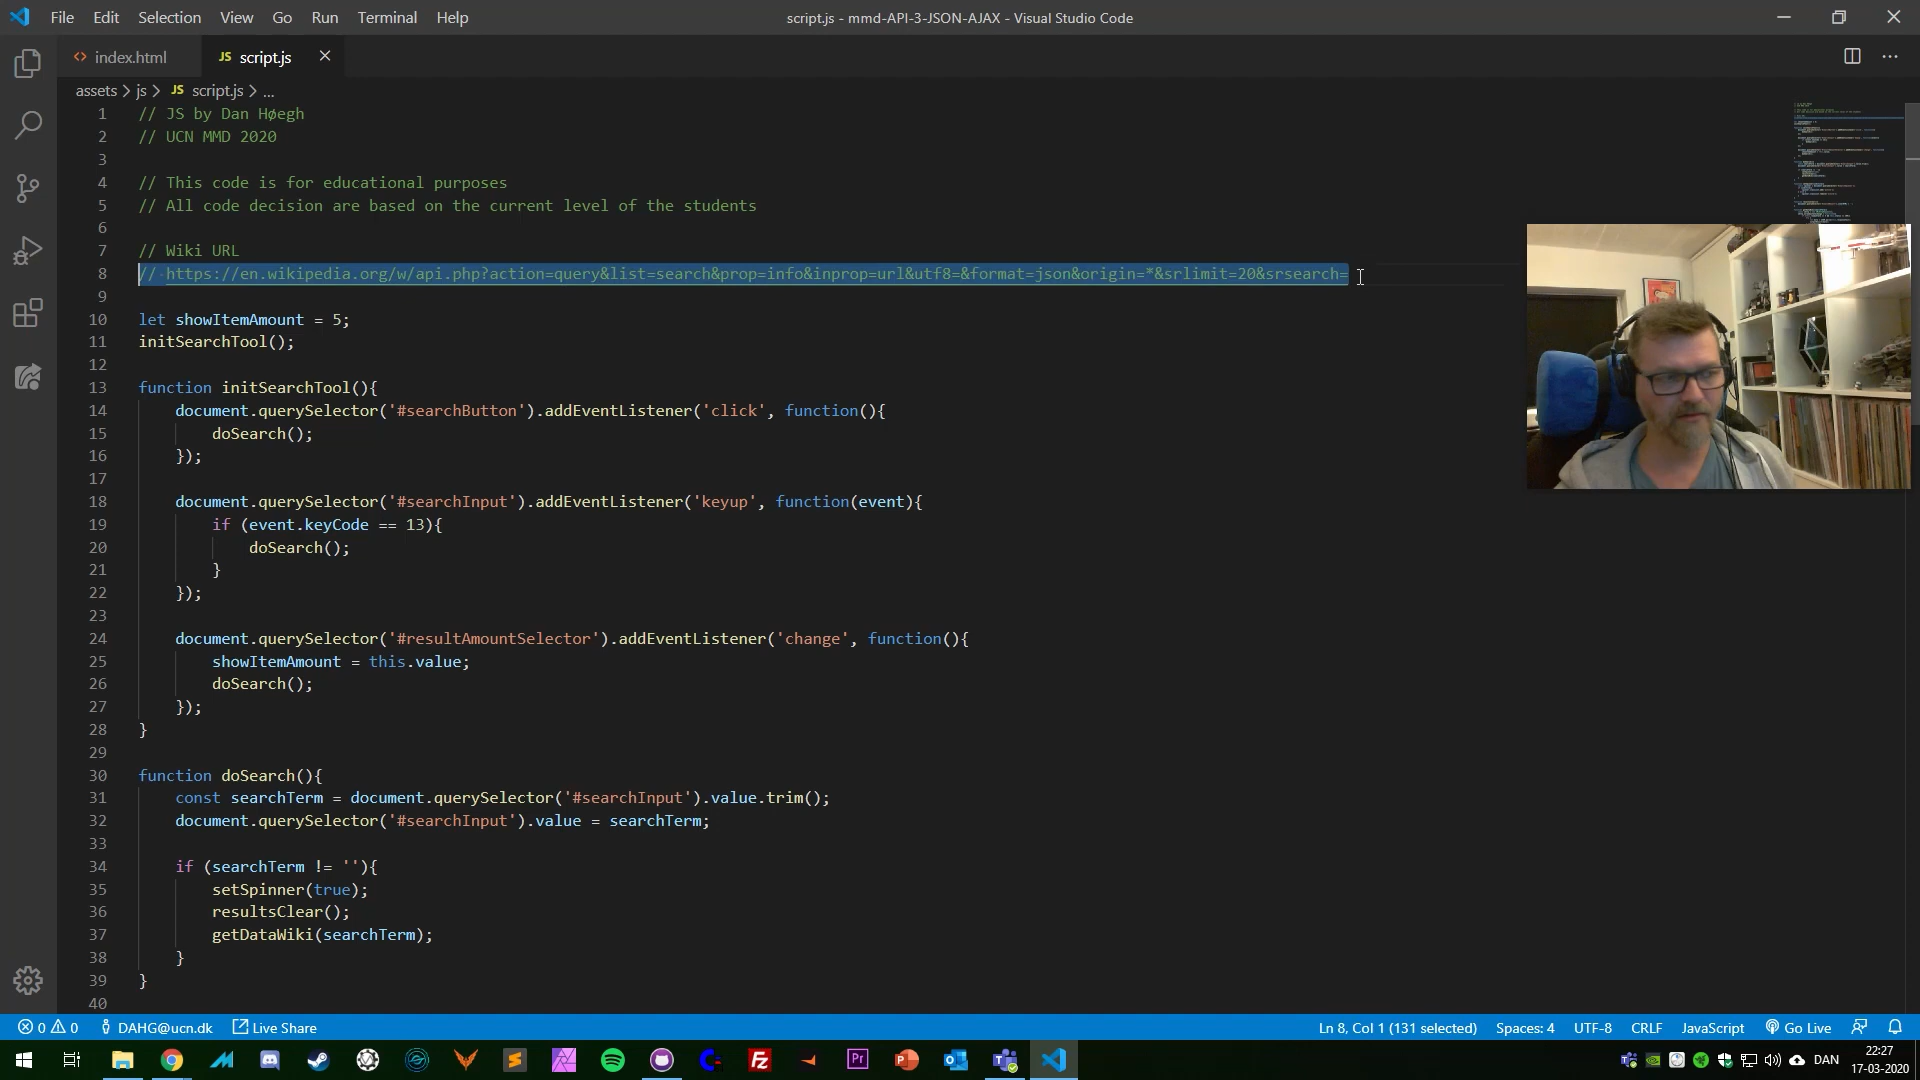 File Edit Selection View Go Run Terminal Help
script.js - mmd-API-3-JSON-AJAX - Visual Studio Code
<> index.html
JS script.js ×
assets > js > JS script.js > ...
1 // JS by Dan Høegh
2 // UCN MMD 2020
3
4 // This code is for educational purposes
5 // All code decision are based on the current level of the students
6
7 // Wiki URL
8 // https://en.wikipedia.org/w/api.php?action=query&list=search&prop=info&inprop=url&utf8=&format=json&origin=*&srlimit=20&srsearch=
9
10 let showItemAmount = 5;
11 initSearchTool();
12
13 function initSearchTool(){
14 document.querySelector('#searchButton').addEventListener('click', function(){
15 doSearch();
16 });
17
18 document.querySelector('#searchInput').addEventListener('keyup', function(event){
19 if (event.keyCode == 13){
20 doSearch();
21 }
22 });
23
24 document.querySelector('#resultAmountSelector').addEventListener('change', function(){
25 showItemAmount = this.value;
26 doSearch();
27 });
28 }
29
30 function doSearch(){
31 const searchTerm = document.querySelector('#searchInput').value.trim();
32 document.querySelector('#searchInput').value = searchTerm;
33
34 if (searchTerm != ''){
35 setSpinner(true);
36 resultsClear();
37 getDataWiki(searchTerm);
38 }
39 }
40
0 0 DAHG@ucn.dk Live Share
Ln 8, Col 1 (131 selected) Spaces: 4 UTF-8 CRLF JavaScript Go Live
DAN
22:27
17-03-2020